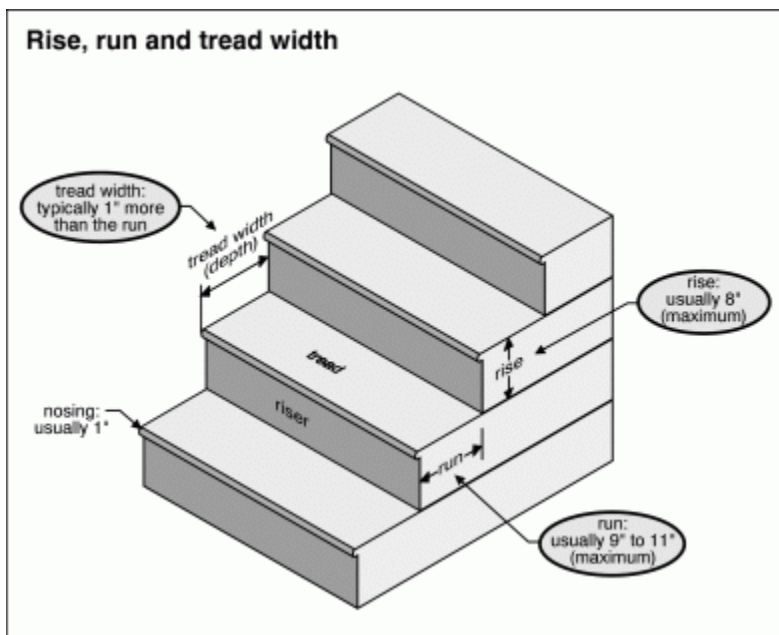 Rise, run and tread width
tread width:
typically 1" more
than the run
tread width
(depth)
rise:
usually 8"
(maximum)
rise
tread
nosing:
usually 1"
riser
run
run:
usually 9" to 11"
(maximum)